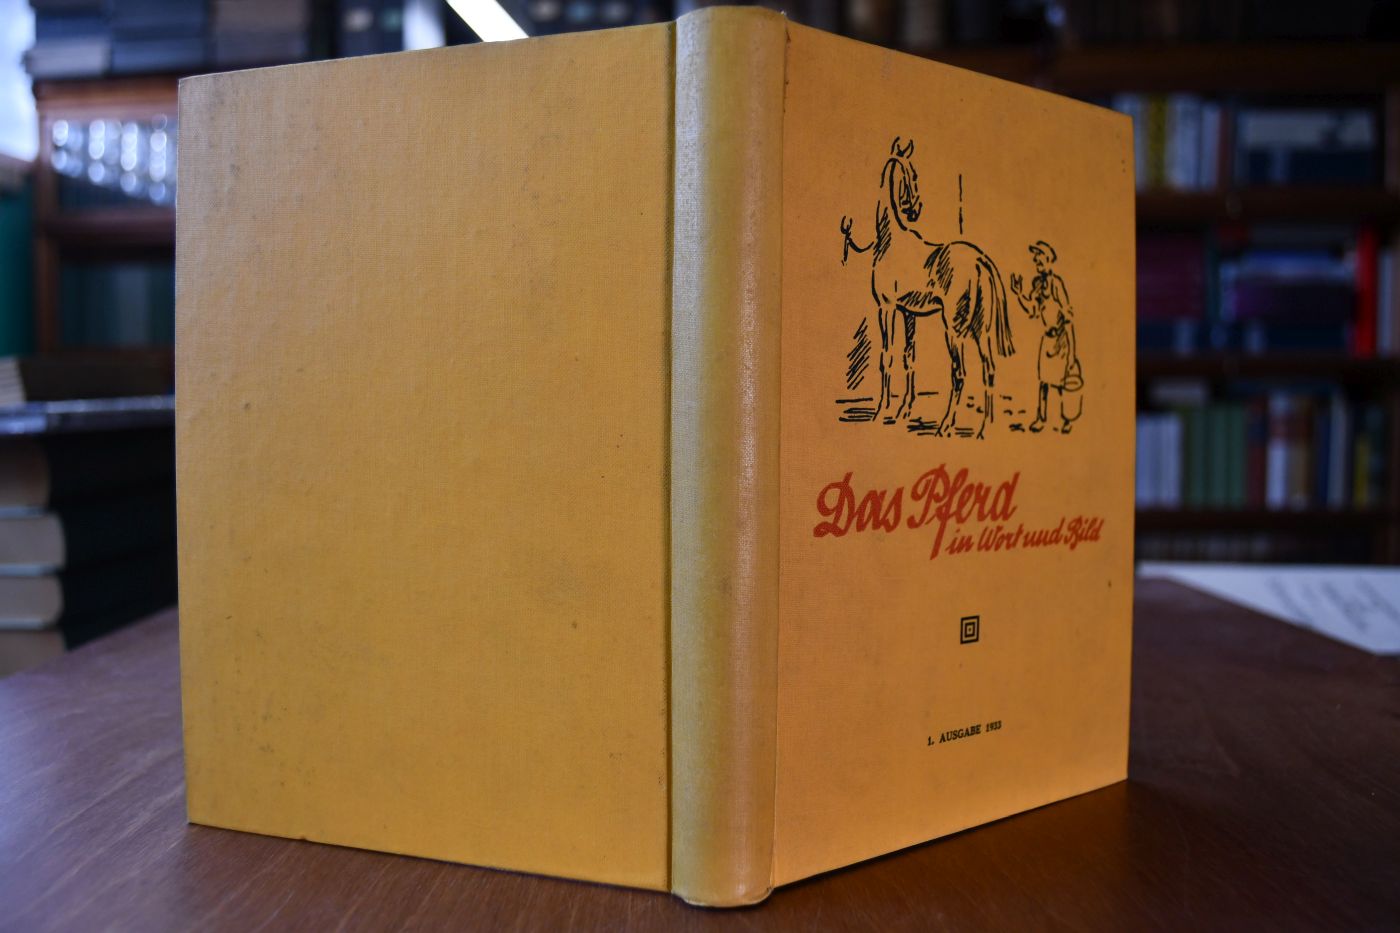 Das Pferd
in Wort und Bild
1. AUSGABE 1933